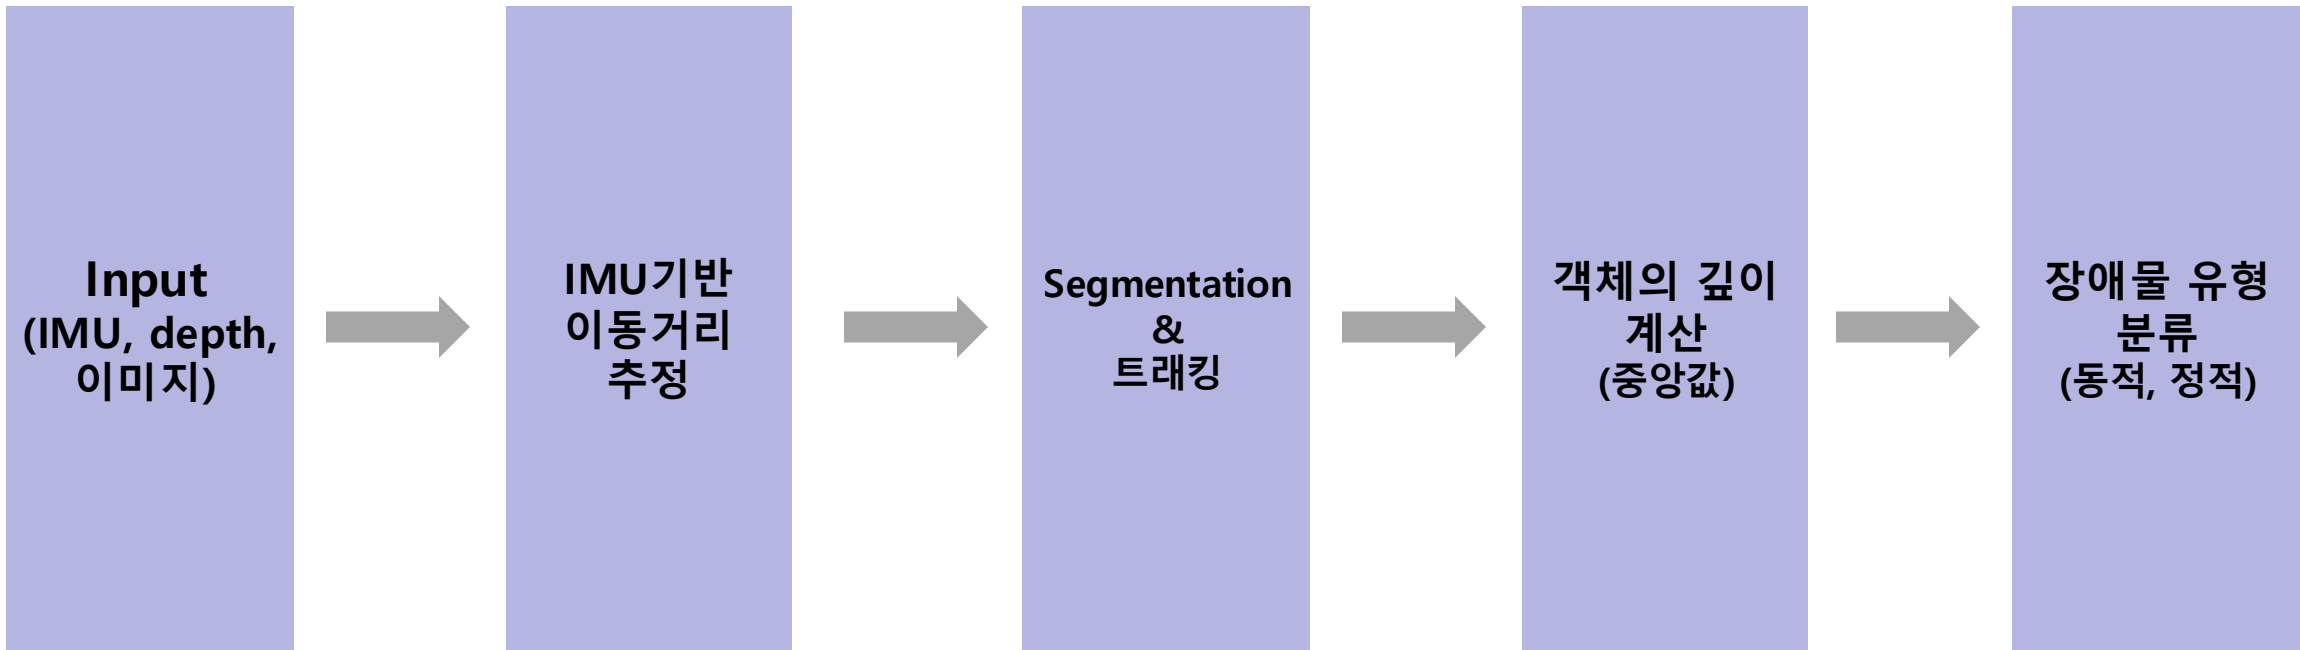 Input
(IMU, depth,
이미지)
IMU기반
이동거리
추정
Segmentation
&
트래킹
객체의 깊이
계산
(중앙값)
장애물 유형
분류
(동적, 정적)